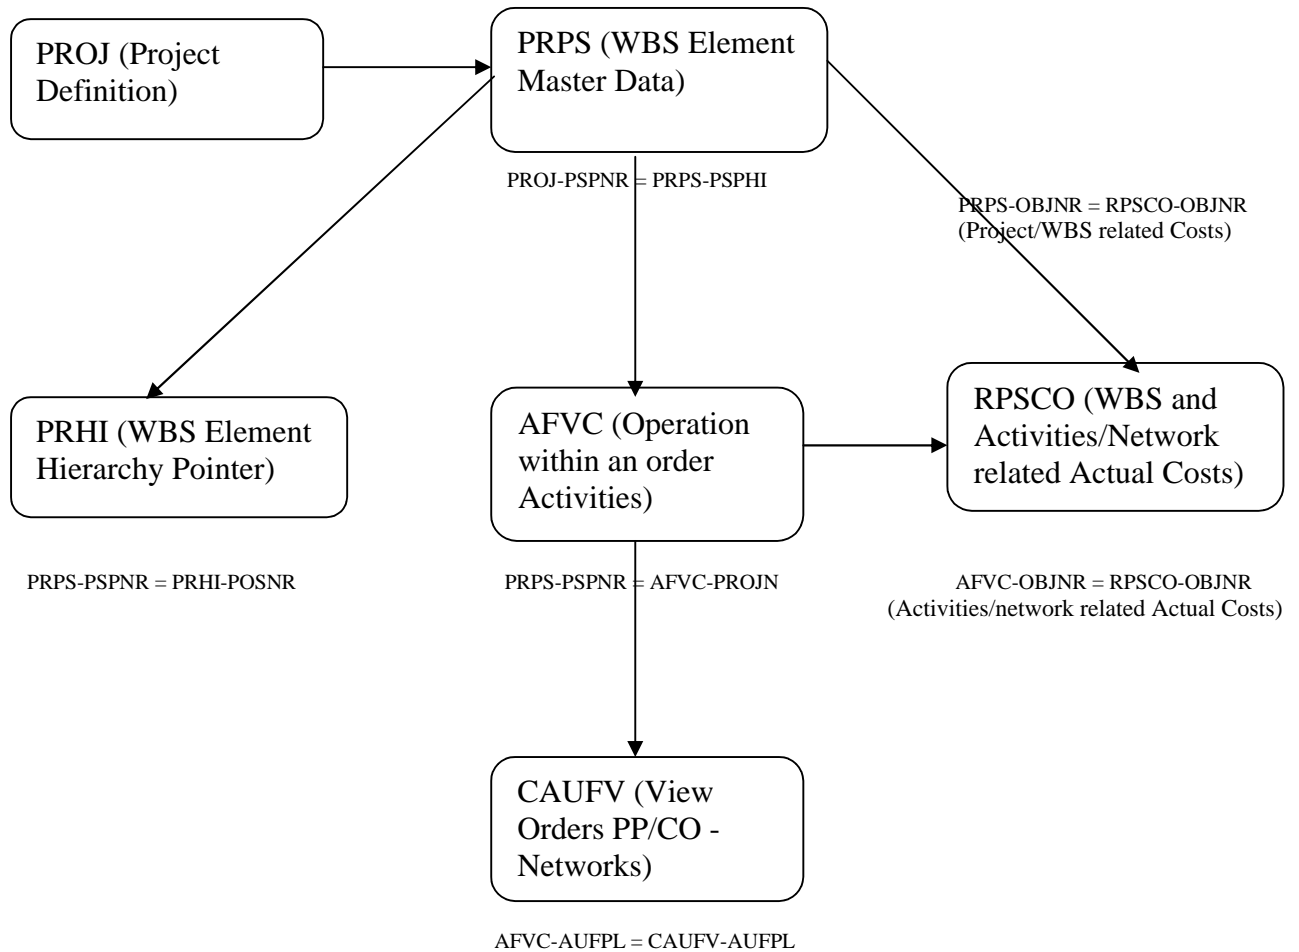 PROJ (Project
Definition)
PRPS (WBS Element
Master Data)
PROJ-PSPNR = PRPS-PSPHI
PRPS-OBJNR = RPSCO-OBJNR
(Project/WBS related Costs)
PRHI (WBS Element
Hierarchy Pointer)
AFVC (Operation
within an order
Activities)
RPSCO (WBS and
Activities/Network
related Actual Costs)
PRPS-PSPNR = PRHI-POSNR
PRPS-PSPNR = AFVC-PROJN
AFVC-OBJNR = RPSCO-OBJNR
(Activities/network related Actual Costs)
CAUFV (View
Orders PP/CO -
Networks)
AFVC-AUFPL = CAUFV-AUFPL